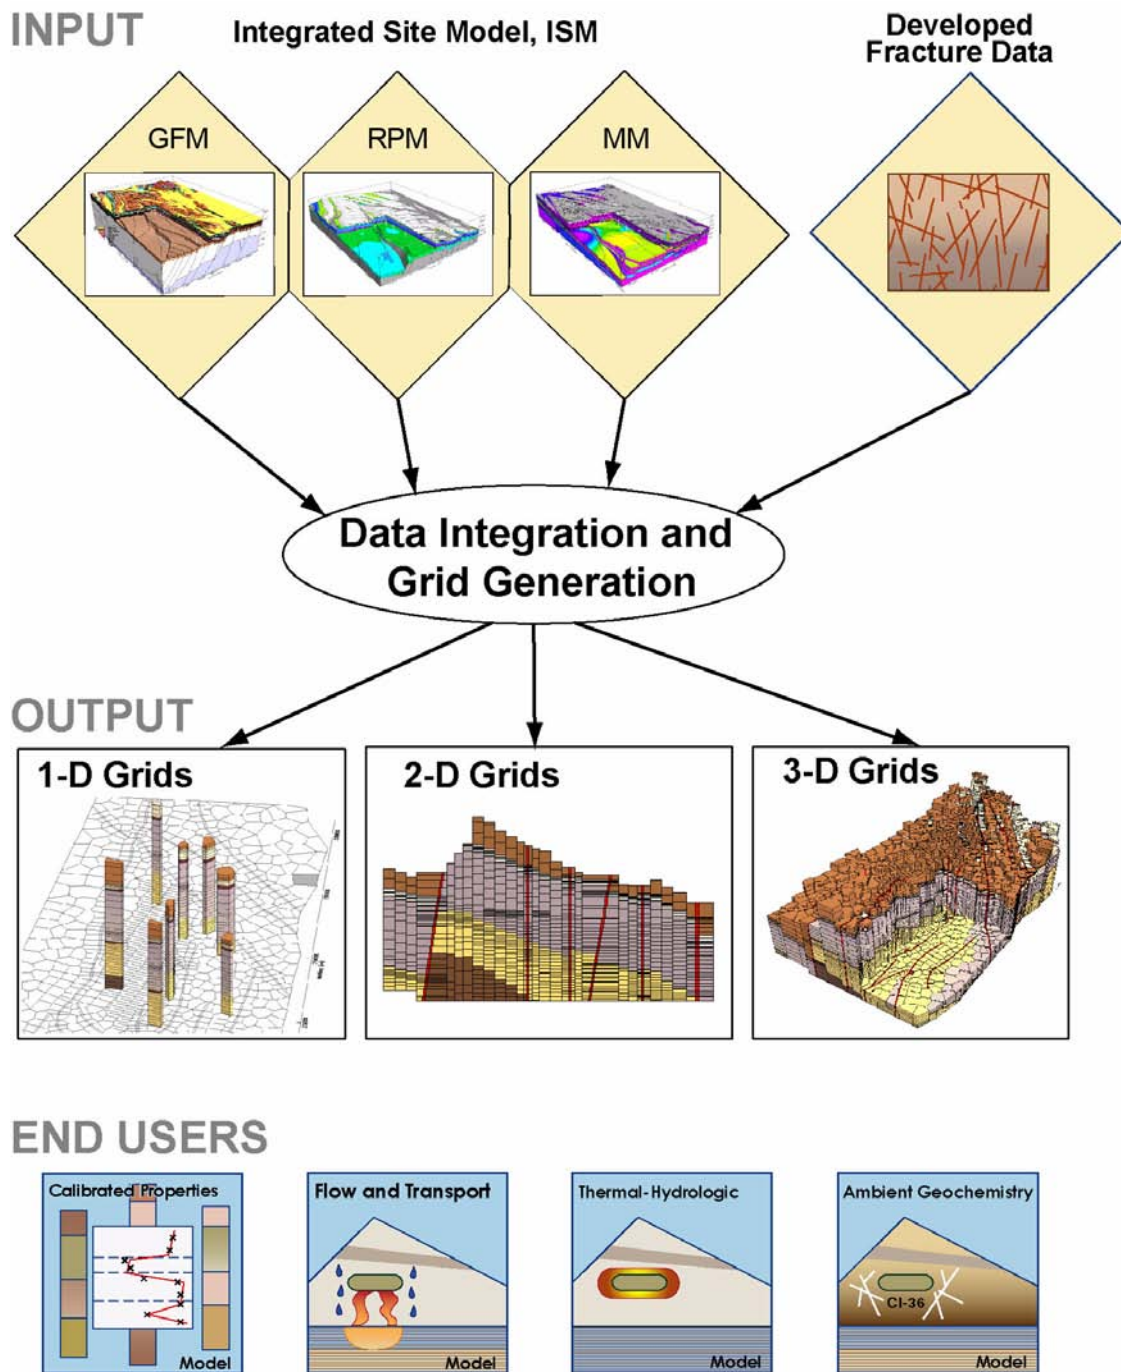 INPUT
Integrated Site Model, ISM
Developed
Fracture Data
GFM
RPM
MM
Data Integration and
Grid Generation
OUTPUT
1-D Grids
2-D Grids
3-D Grids
END USERS
Calibrated Properties
Model
Flow and Transport
Model
Thermal-Hydrologic
Model
Ambient Geochemistry
Cl-36
Model